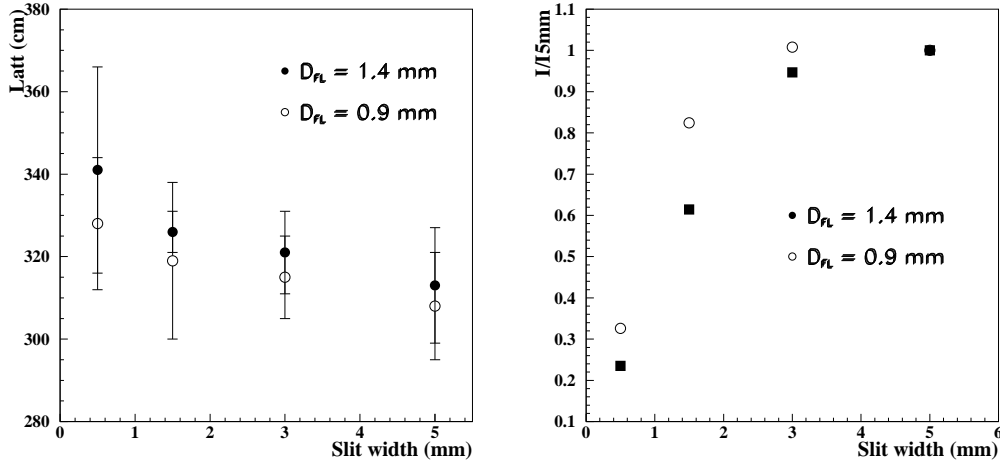 Latt (cm)
380
360
340
320
300
280
D_FL = 1.4 mm
D_FL = 0.9 mm
0 1 2 3 4 5
Slit width (mm)
I/I5mm
1.1
1
0.9
0.8
0.7
0.6
0.5
0.4
0.3
0.2
0.1
D_FL = 1.4 mm
D_FL = 0.9 mm
0 1 2 3 4 5 6
Slit width (mm)